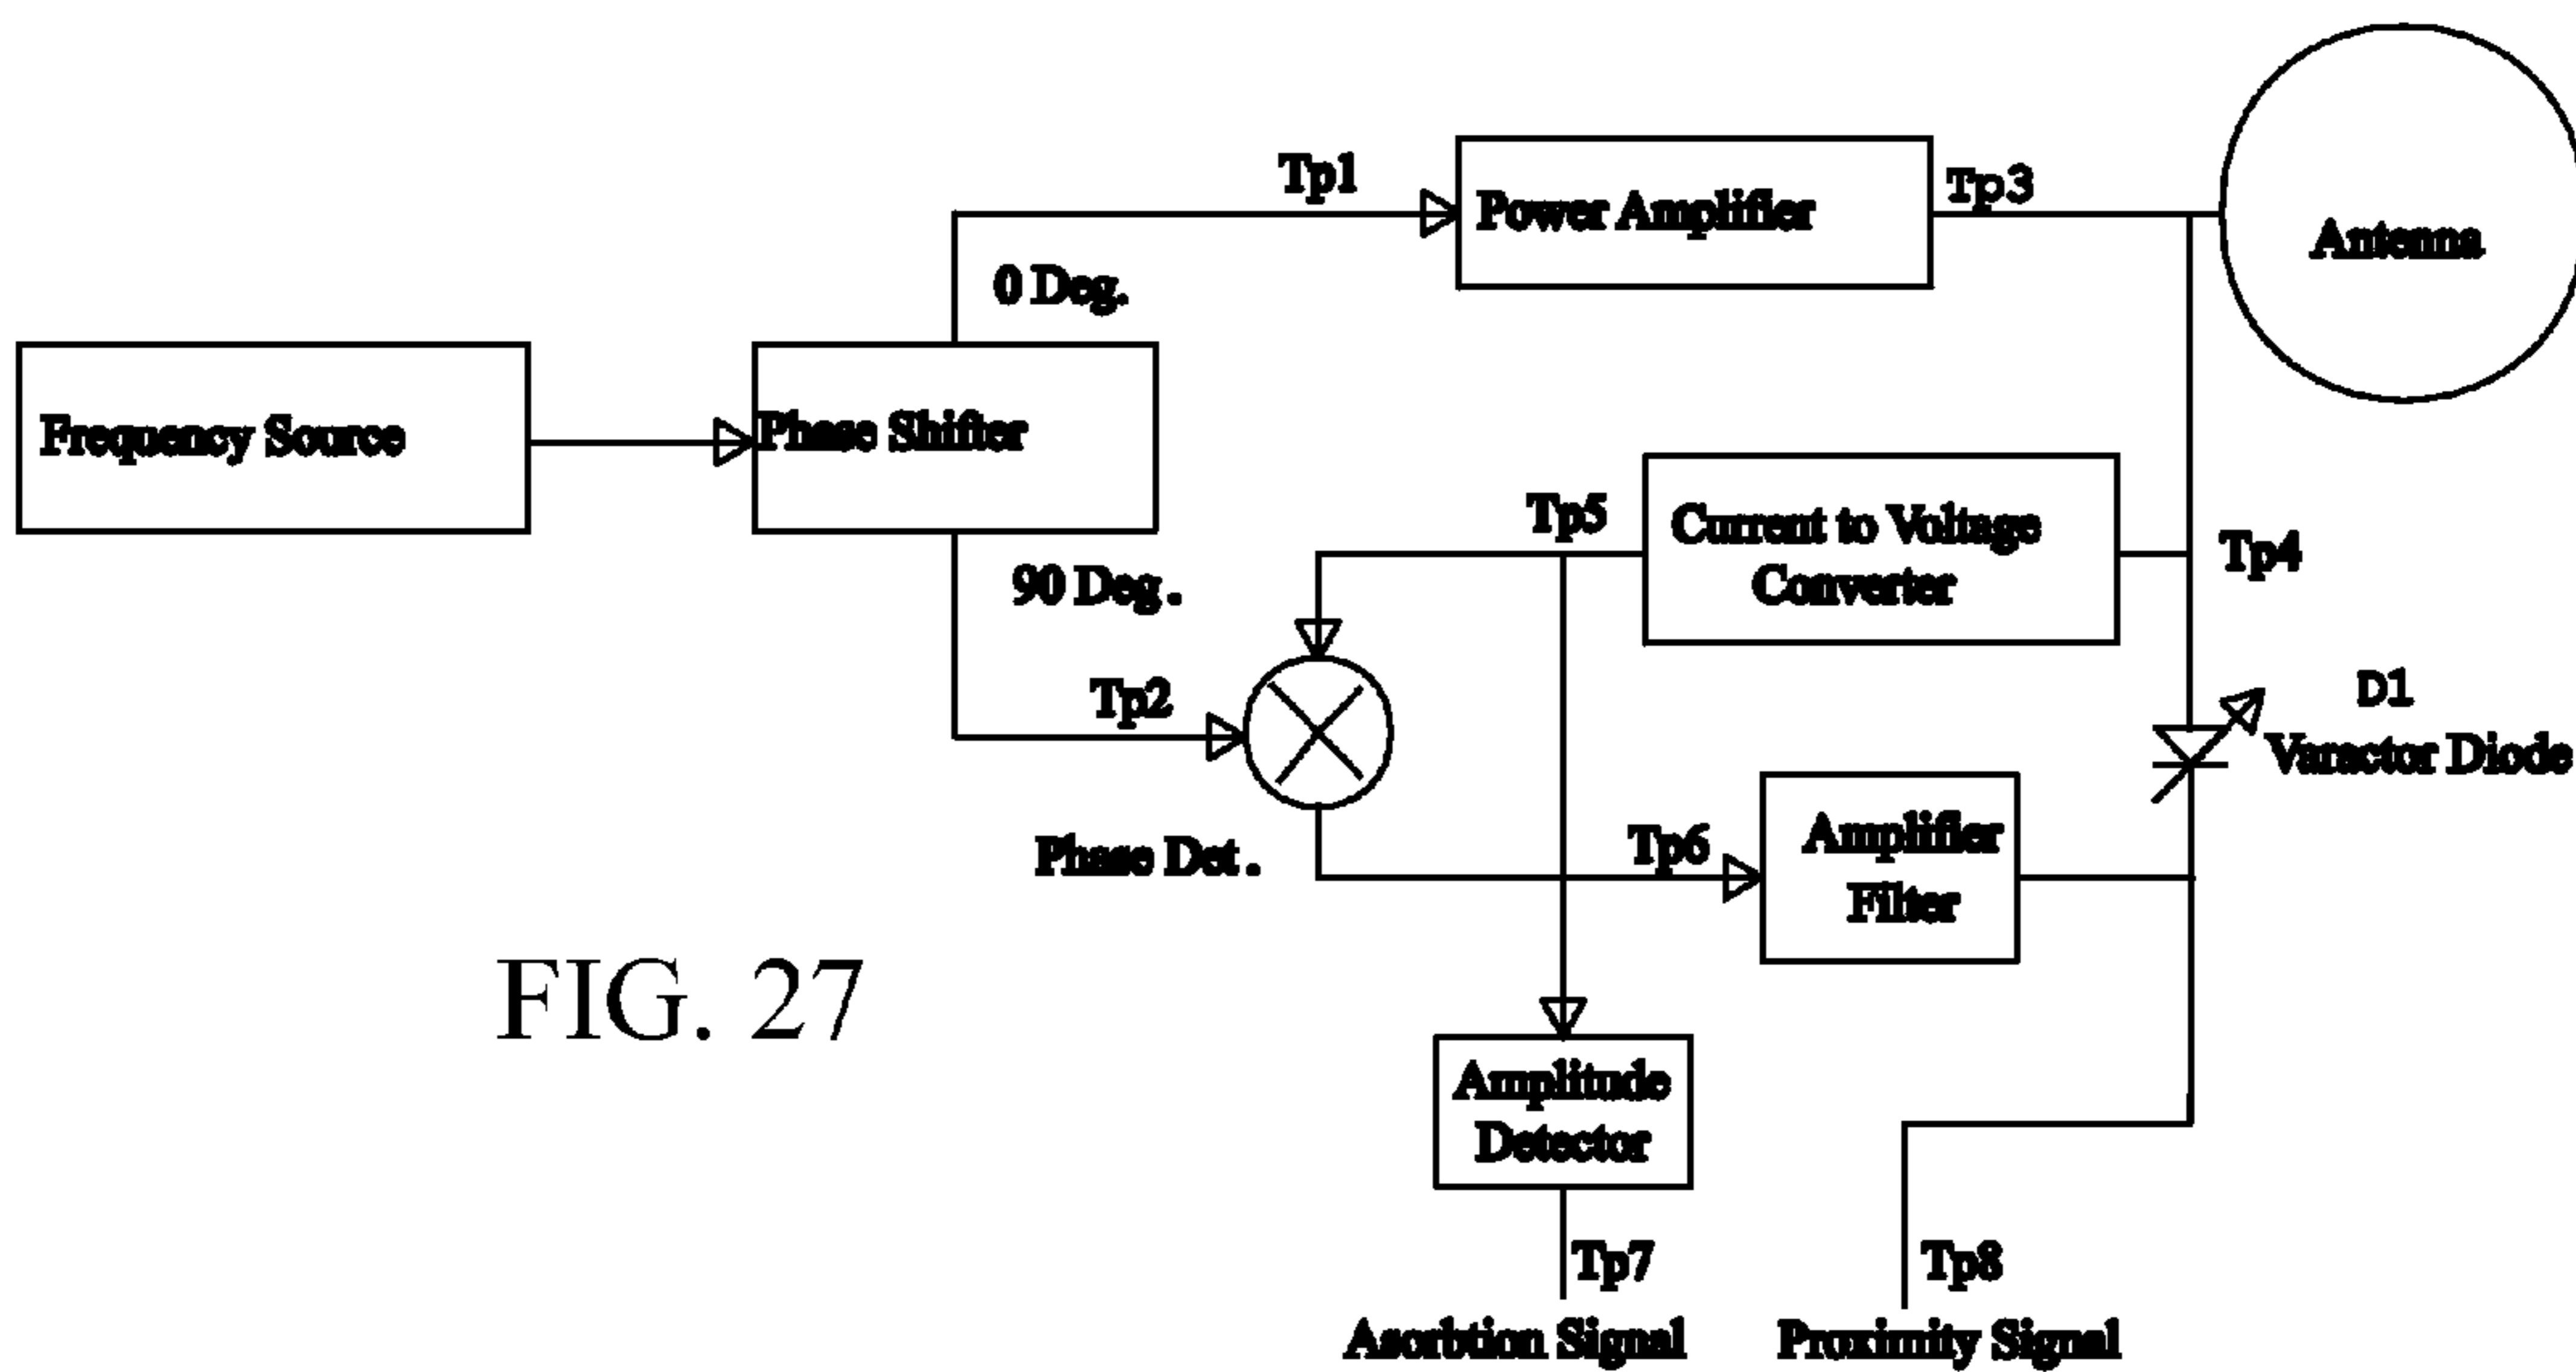 Tp1
Power Amplifier
Tp3
Antenna
0 Deg.
Frequency Source
Phase Shifter
90 Deg.
Tp5
Current to Voltage
Converter
Tp4
Tp2
D1
Varactor Diode
Phase Det.
Tp6
Amplifier
Filter
FIG. 27
Amplitude
Detector
Tp7
Tp8
Asorbtion Signal
Proximity Signal